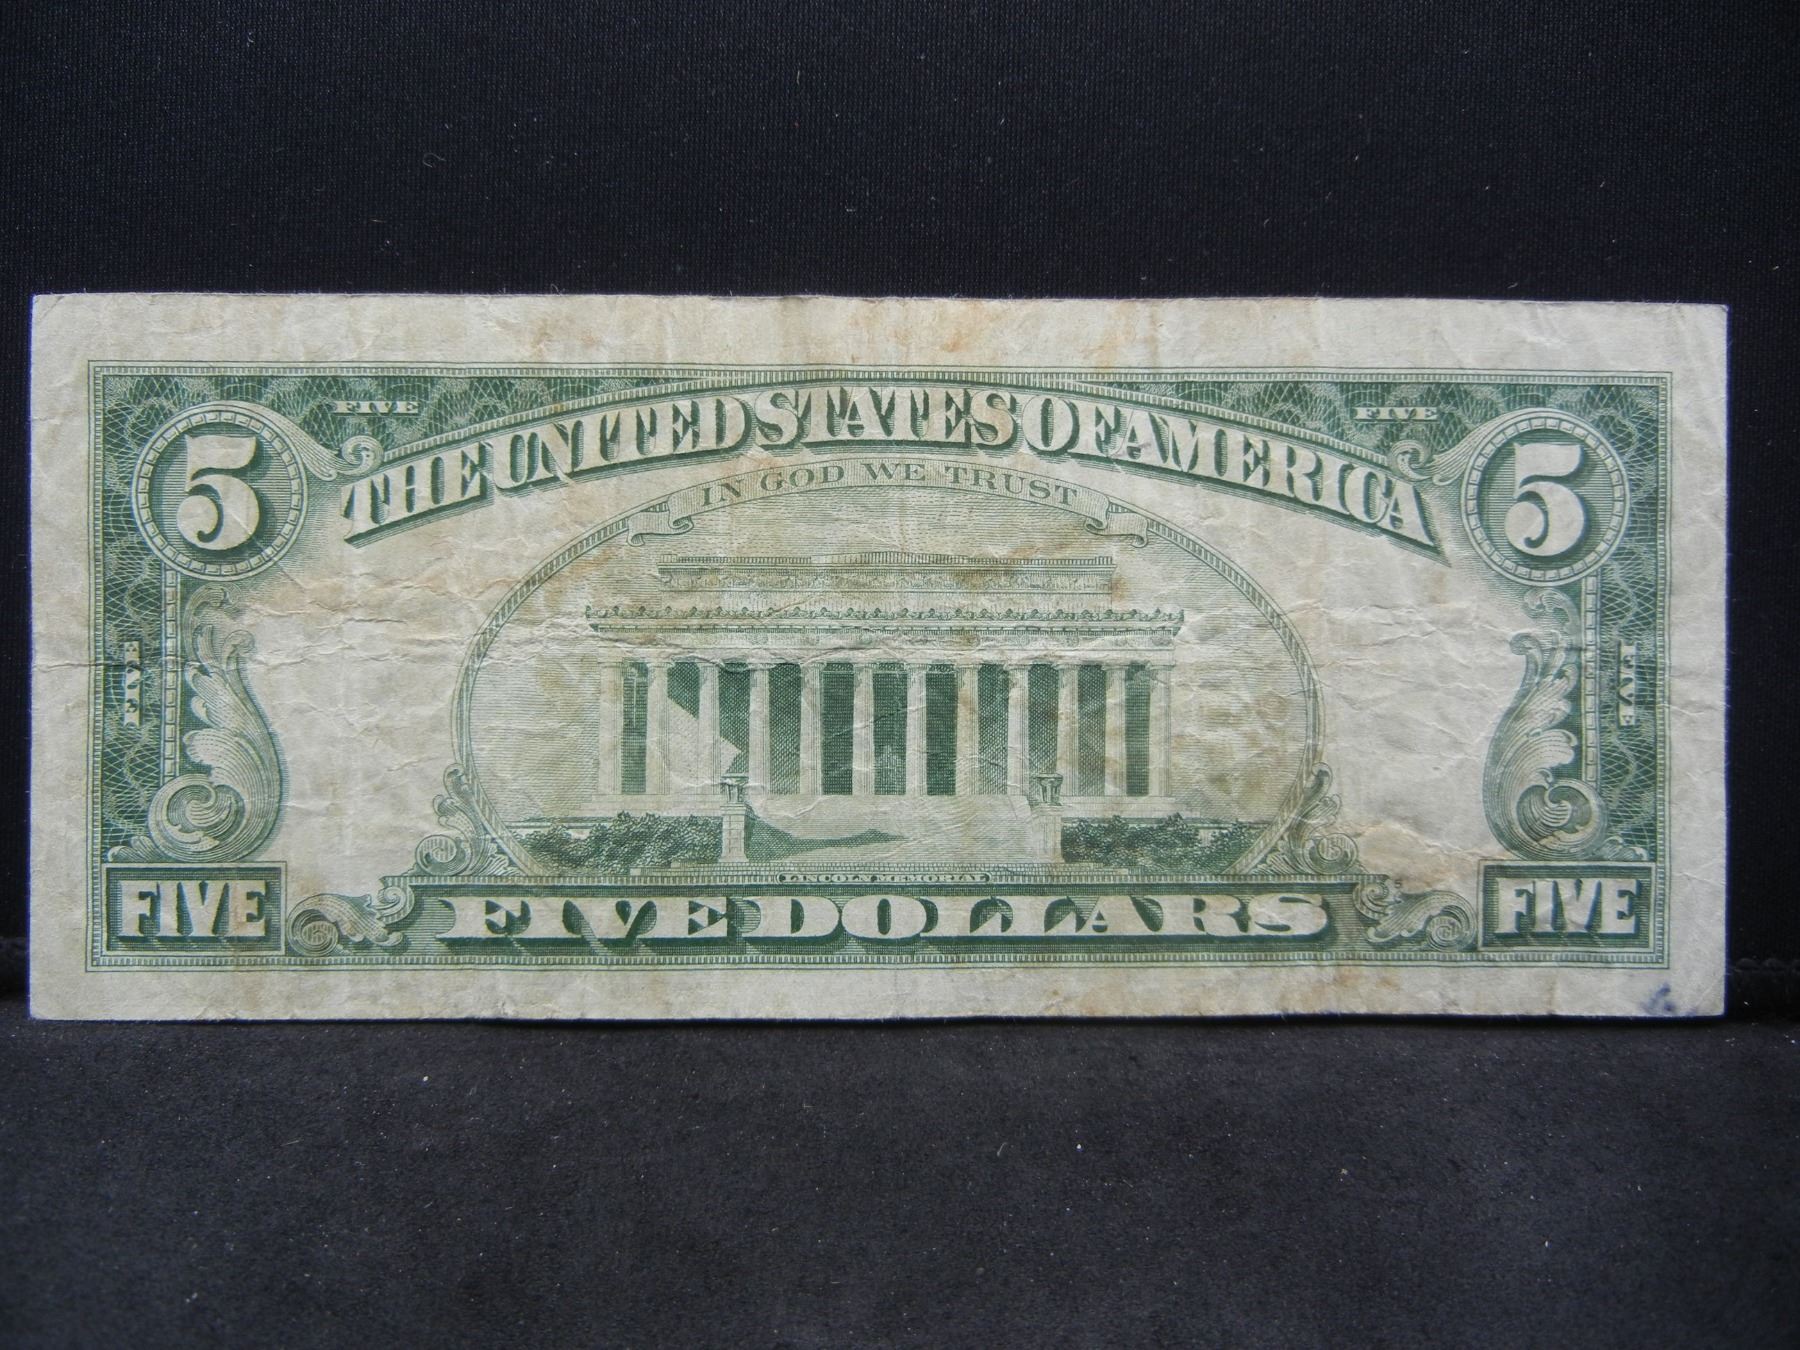 FIVE FIVE
5 THE UNITED STATES OF AMERICA 5
IN GOD WE TRUST
FIVE FIVE
LINCOLN MEMORIAL
FIVE FIVE DOLLARS FIVE